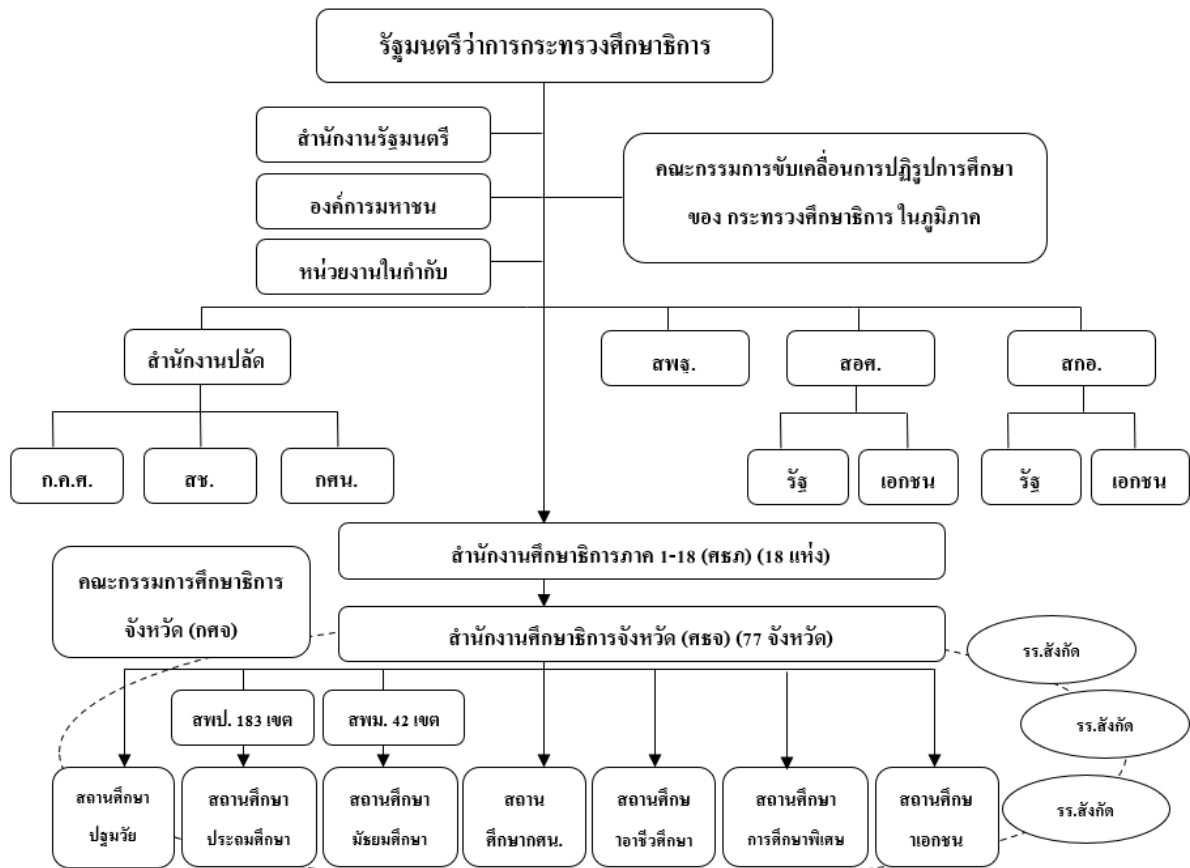 รัฐมนตรีว่าการกระทรวงศึกษาธิการ
สำนักงานรัฐมนตรี
องค์การมหาชน
หน่วยงานในกำกับ
คณะกรรมการขับเคลื่อนการปฏิรูปการศึกษา
ของ กระทรวงศึกษาธิการ ในภูมิภาค
สำนักงานปลัด
สพฐ.
สอศ.
สกอ.
ก.ค.ศ.
สช.
กศน.
รัฐ
เอกชน
รัฐ
เอกชน
สำนักงานศึกษาธิการภาค 1-18 (ศธภ) (18 แห่ง)
คณะกรรมการศึกษาธิการ
จังหวัด (กศจ)
สำนักงานศึกษาธิการจังหวัด (ศธจ) (77 จังหวัด)
รร.สังกัด
รร.สังกัด
รร.สังกัด
สพป. 183 เขต
สพม. 42 เขต
สถานศึกษา
ปฐมวัย
สถานศึกษา
ประถมศึกษา
สถานศึกษา
มัธยมศึกษา
สถาน
ศึกษากศน.
สถานศึกษ
าอาชีวศึกษา
สถานศึกษา
การศึกษาพิเศษ
สถานศึกษ
าเอกชน